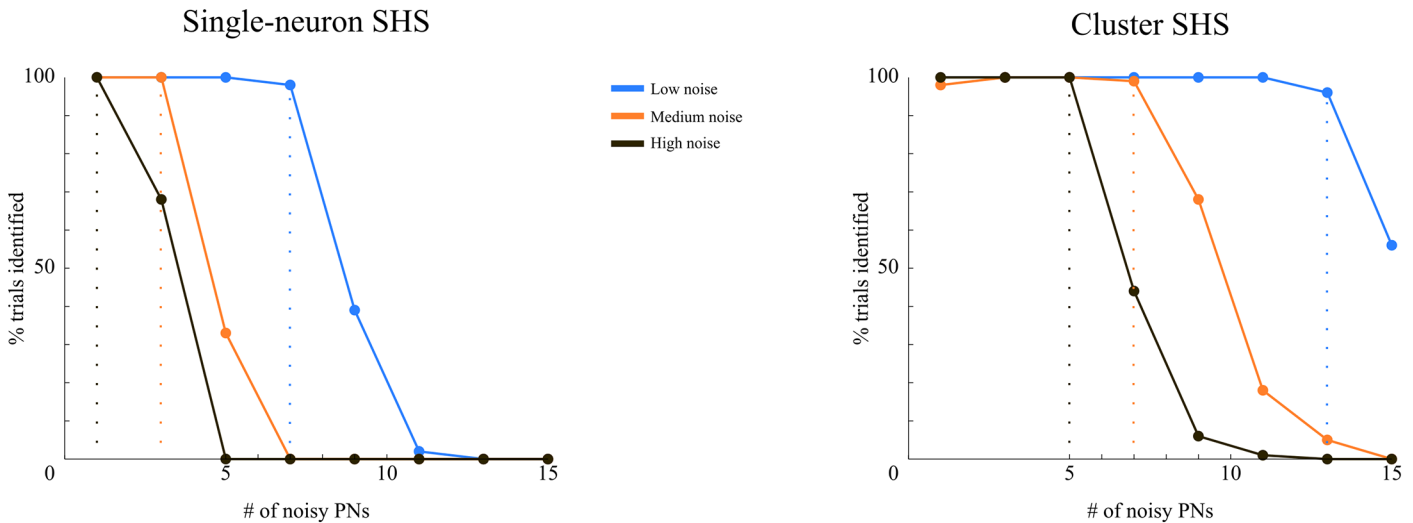 Single-neuron SHS
100
50
0
5
10
15
% trials identified
# of noisy PNs
Low noise
Medium noise
High noise
Cluster SHS
100
50
0
5
10
15
% trials identified
# of noisy PNs